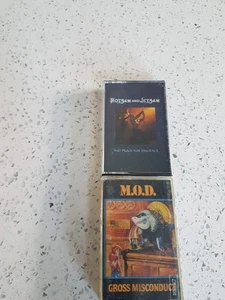 FLOTSAM AND JETSAM
M.O.D.
GROSS MISCONDUCT